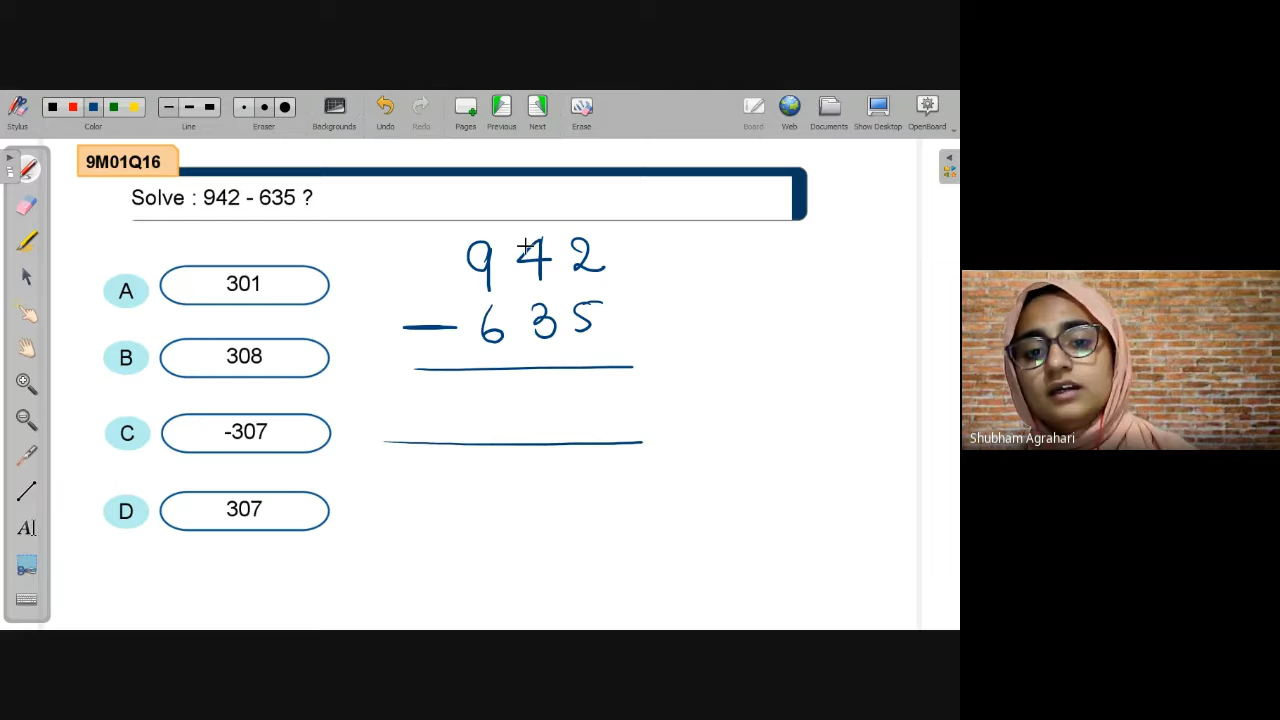 Stylus
Color
Line
Eraser
Backgrounds
Undo
Redo
Pages
Previous
Next
Erase
Board
Web
Documents
Show Desktop
OpenBoard
9M01Q16
Solve : 942 - 635 ?
942
- 635
A 301
B 308
C -307
D 307
A
Shubham Agrahari